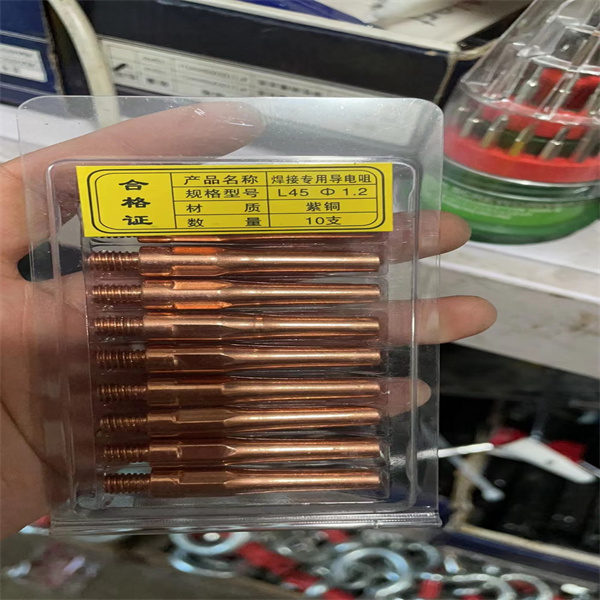 合格证
产品名称 焊接专用导电咀
规格型号 L45 Φ1.2
材 质 紫铜
数 量 10支